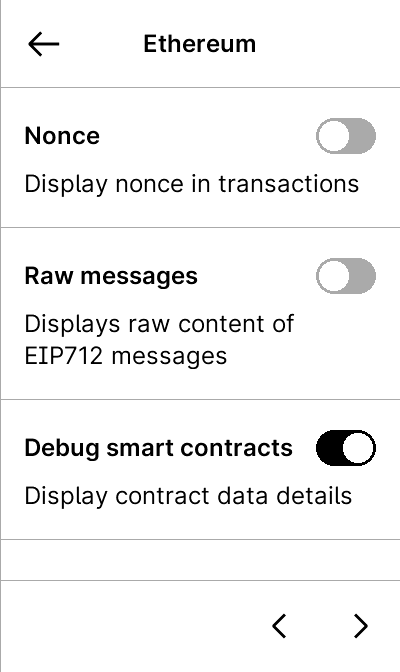 Ethereum
Nonce
Display nonce in transactions
Raw messages
Displays raw content of
EIP712 messages
Debug smart contracts
Display contract data details